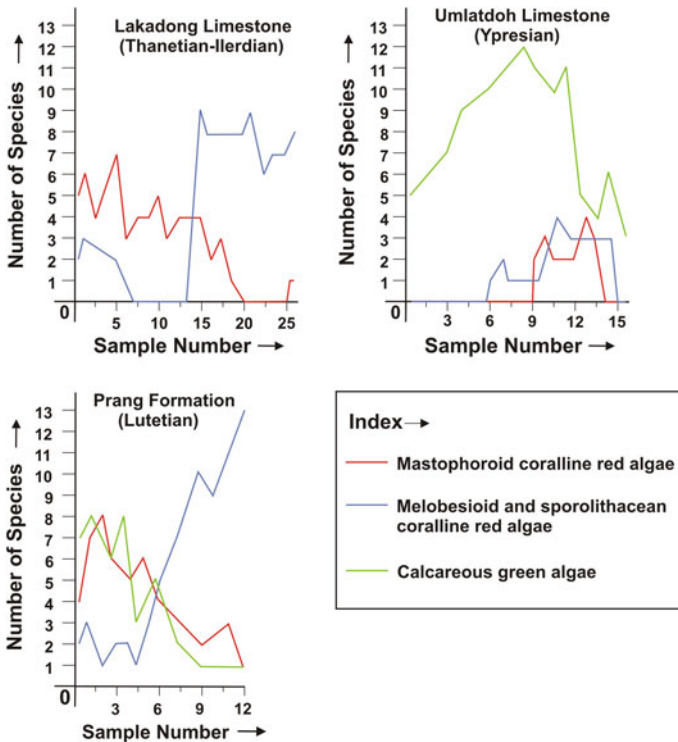 Lakadong Limestone
(Thanetian-Ilerdian)
Number of Species
13
12
11
10
9
8
7
6
5
4
3
2
1
0
5 10 15 20 25
Sample Number
Umlatdoh Limestone
(Ypresian)
Number of Species
13
12
11
10
9
8
7
6
5
4
3
2
1
0
3 6 9 12 15
Sample Number
Prang Formation
(Lutetian)
Number of Species
13
12
11
10
9
8
7
6
5
4
3
2
1
0
3 6 9 12
Sample Number
Index
Mastophoroid coralline red algae
Melobesioid and sporolithacean
coralline red algae
Calcareous green algae